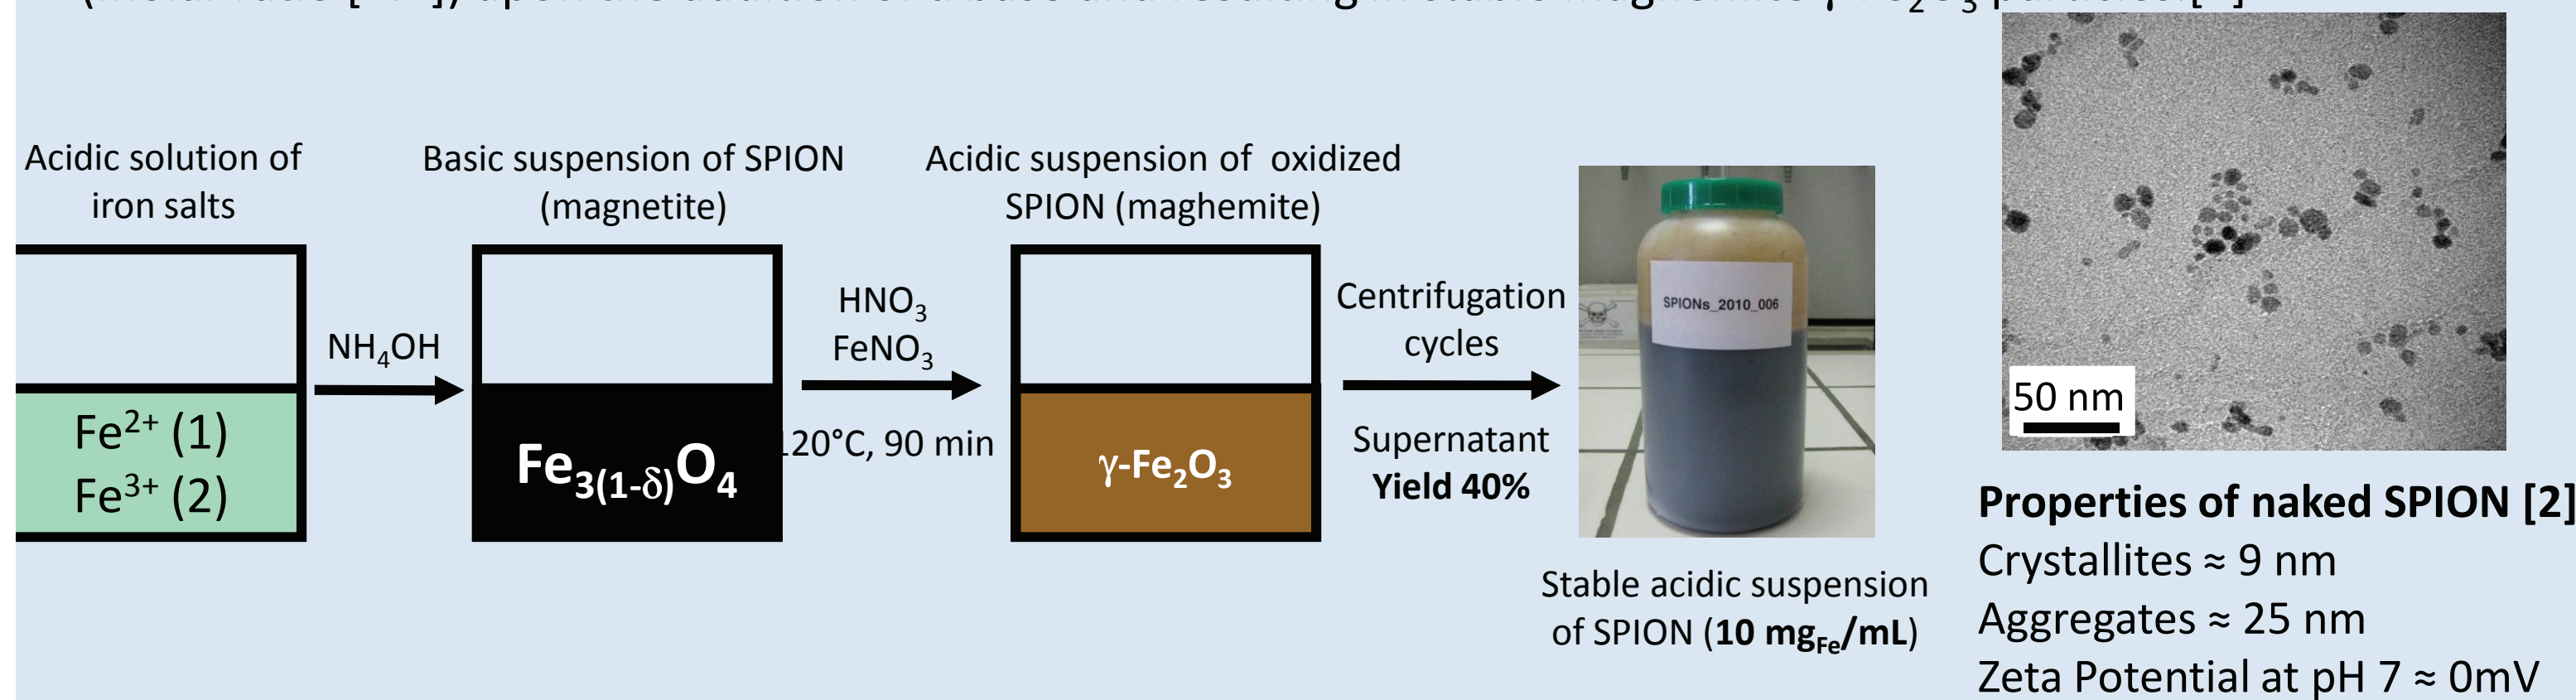 Acidic solution of
iron salts
Fe²⁺ (1)
Fe³⁺ (2)
NH₄OH
Basic suspension of SPION
(magnetite)
Fe₃₍₁₋δ₎O₄
HNO₃
FeNO₃
120°C, 90 min
Acidic suspension of oxidized
SPION (maghemite)
γ-Fe₂O₃
Centrifugation
cycles
Supernatant
Yield 40%
SPIONs_2010_006
Stable acidic suspension
of SPION (10 mg_Fe/mL)
50 nm
Properties of naked SPION [2]
Crystallites ≈ 9 nm
Aggregates ≈ 25 nm
Zeta Potential at pH 7 ≈ 0mV